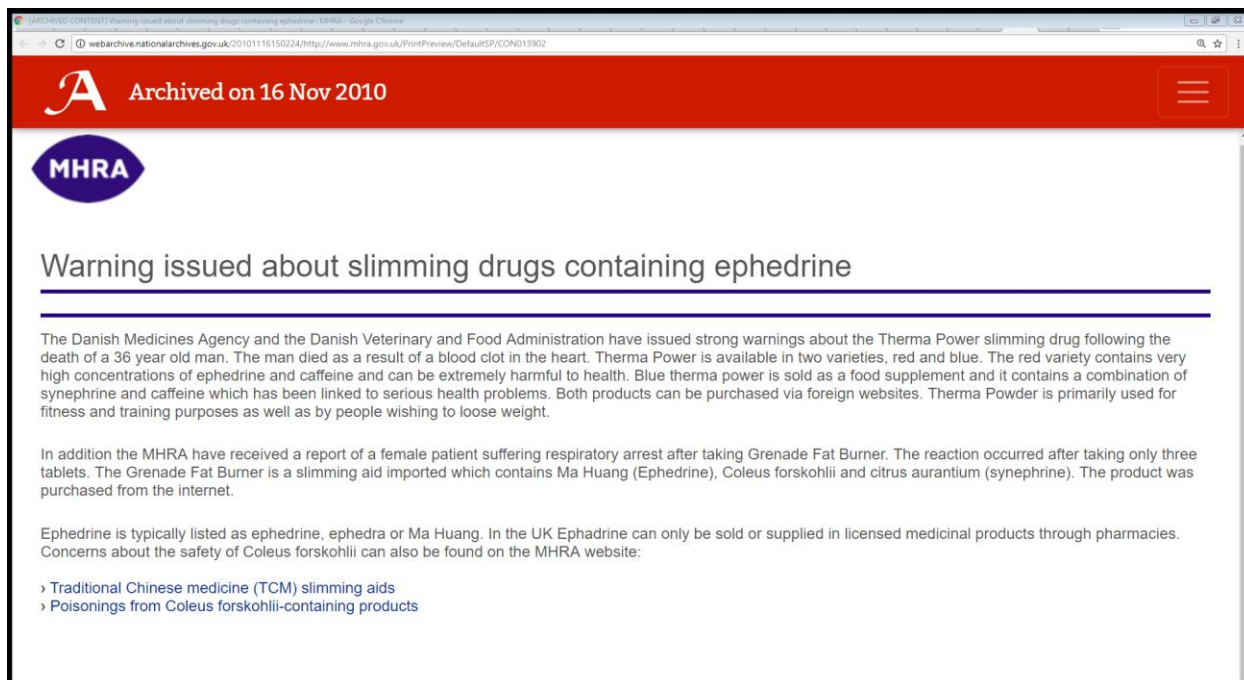 [ARCHIVED CONTENT] Warning issued about slimming drugs containing ephedrine : MHRA - Google Chrome
webarchive.nationalarchives.gov.uk/20101116150224/http://www.mhra.gov.uk/PrintPreview/DefaultSP/CON013902
A Archived on 16 Nov 2010
MHRA
Warning issued about slimming drugs containing ephedrine
The Danish Medicines Agency and the Danish Veterinary and Food Administration have issued strong warnings about the Therma Power slimming drug following the
death of a 36 year old man. The man died as a result of a blood clot in the heart. Therma Power is available in two varieties, red and blue. The red variety contains very
high concentrations of ephedrine and caffeine and can be extremely harmful to health. Blue therma power is sold as a food supplement and it contains a combination of
synephrine and caffeine which has been linked to serious health problems. Both products can be purchased via foreign websites. Therma Powder is primarily used for
fitness and training purposes as well as by people wishing to loose weight.
In addition the MHRA have received a report of a female patient suffering respiratory arrest after taking Grenade Fat Burner. The reaction occurred after taking only three
tablets. The Grenade Fat Burner is a slimming aid imported which contains Ma Huang (Ephedrine), Coleus forskohlii and citrus aurantium (synephrine). The product was
purchased from the internet.
Ephedrine is typically listed as ephedrine, ephedra or Ma Huang. In the UK Ephadrine can only be sold or supplied in licensed medicinal products through pharmacies.
Concerns about the safety of Coleus forskohlii can also be found on the MHRA website:
› Traditional Chinese medicine (TCM) slimming aids
› Poisonings from Coleus forskohlii-containing products